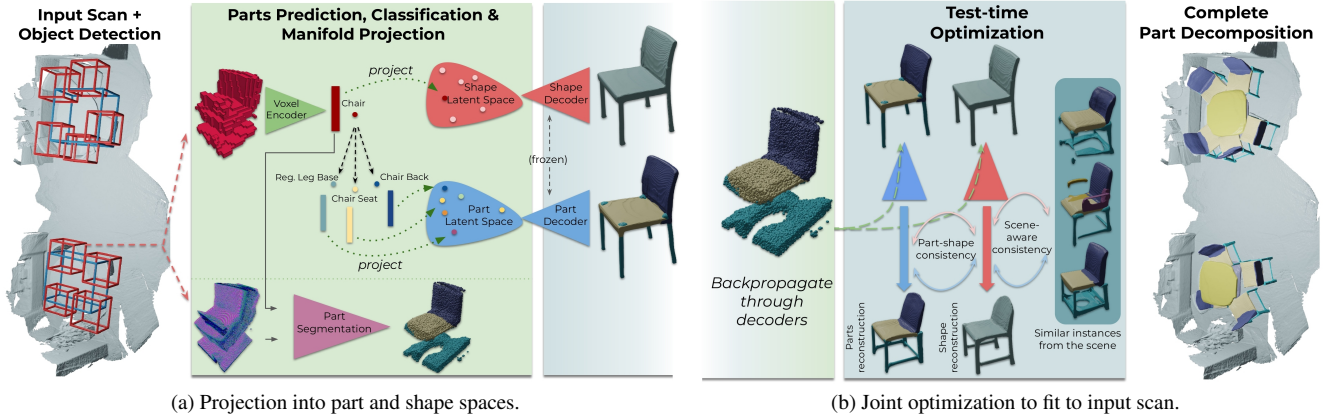 Input Scan +
Object Detection
Parts Prediction, Classification &
Manifold Projection
project
Voxel
Encoder
Chair
Shape
Latent Space
Shape
Decoder
(frozen)
Reg. Leg Base
Chair Back
Chair Seat
Part
Latent Space
Part
Decoder
project
Part
Segmentation
(a) Projection into part and shape spaces.
Backpropagate
through
decoders
Test-time
Optimization
Part-shape
consistency
Scene-
aware
consistency
Parts
reconstruction
Shape
reconstruction
Similar instances
from the scene
Complete
Part Decomposition
(b) Joint optimization to fit to input scan.